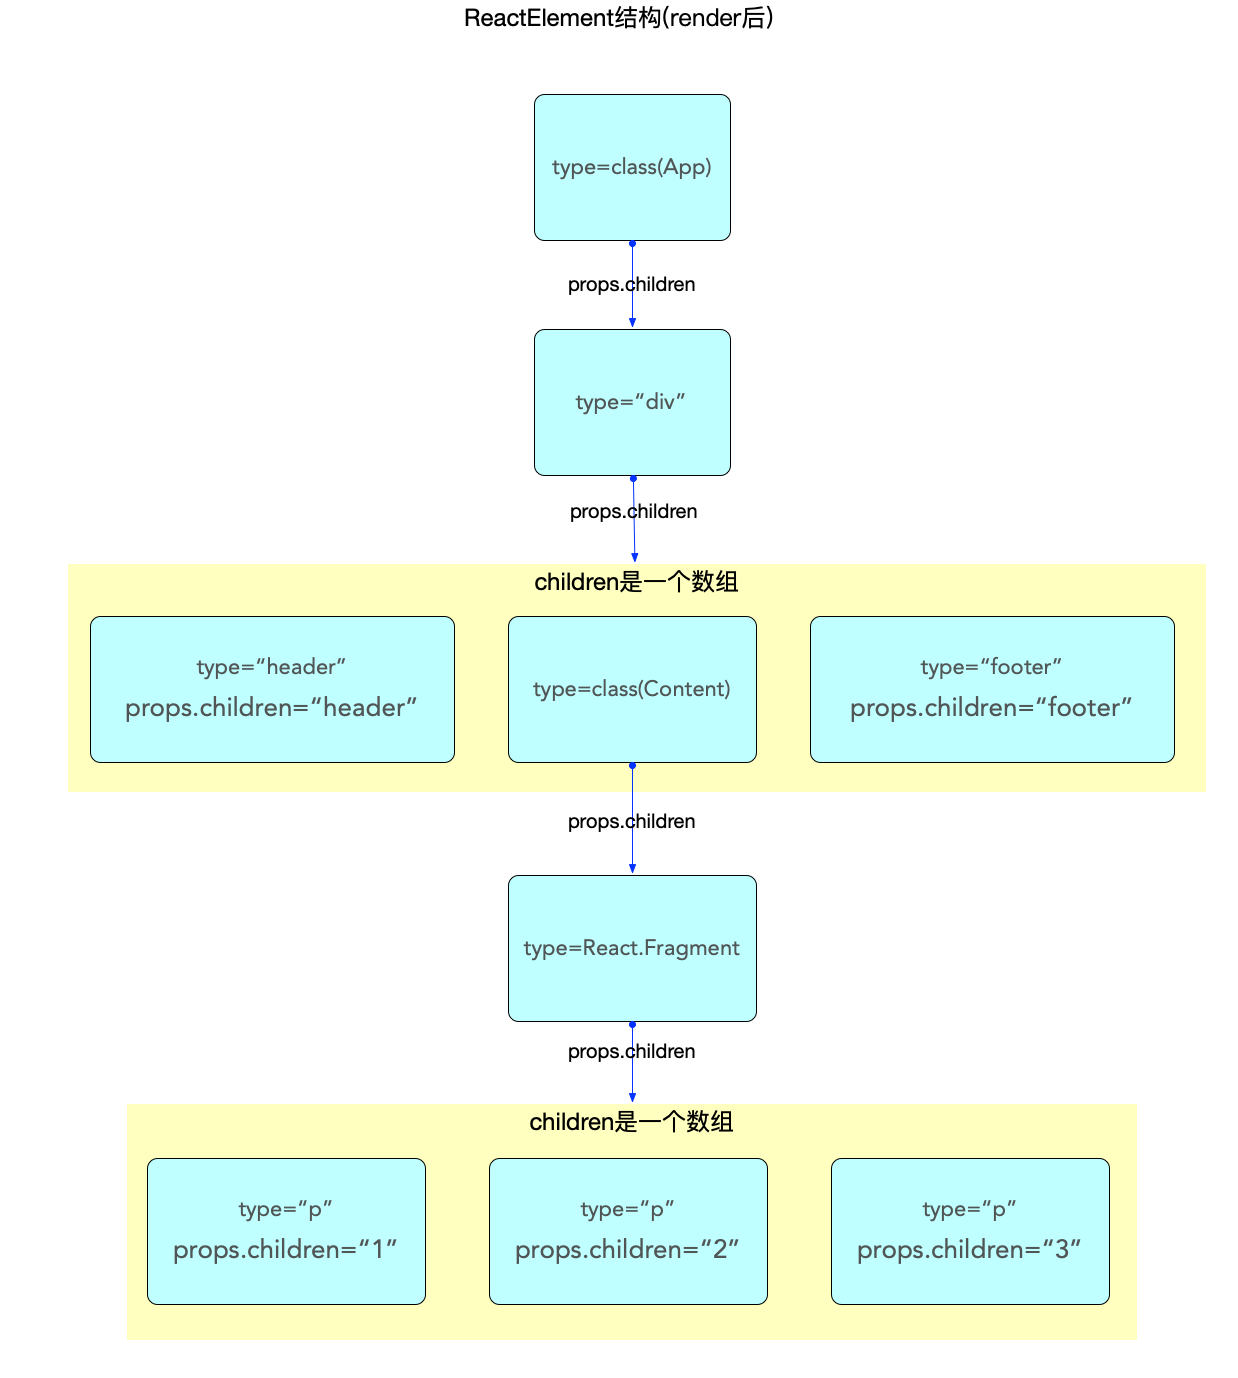 ReactElement结构(render后)
type=class(App)
props.children
type=“div”
props.children
children是一个数组
type=“header”
props.children=“header”
type=class(Content)
type=“footer”
props.children=“footer”
props.children
type=React.Fragment
props.children
children是一个数组
type=“p”
props.children=“1”
type=“p”
props.children=“2”
type=“p”
props.children=“3”